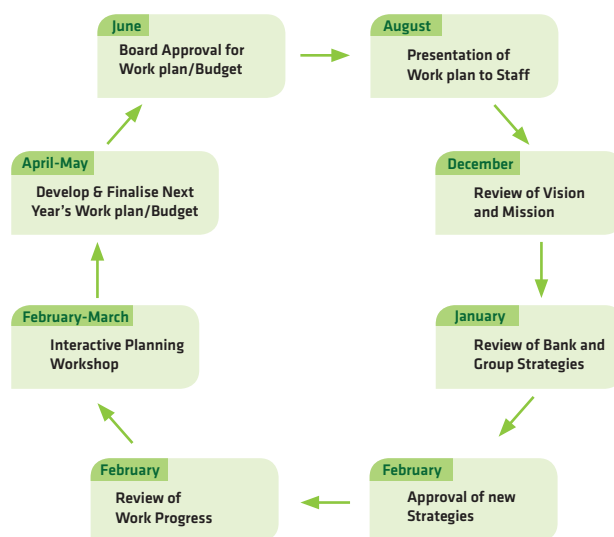 June
Board Approval for
Work plan/Budget
August
Presentation of
Work plan to Staff
December
Review of Vision
and Mission
January
Review of Bank and
Group Strategies
February
Approval of new
Strategies
February
Review of
Work Progress
February-March
Interactive Planning
Workshop
April-May
Develop & Finalise Next
Year's Work plan/Budget